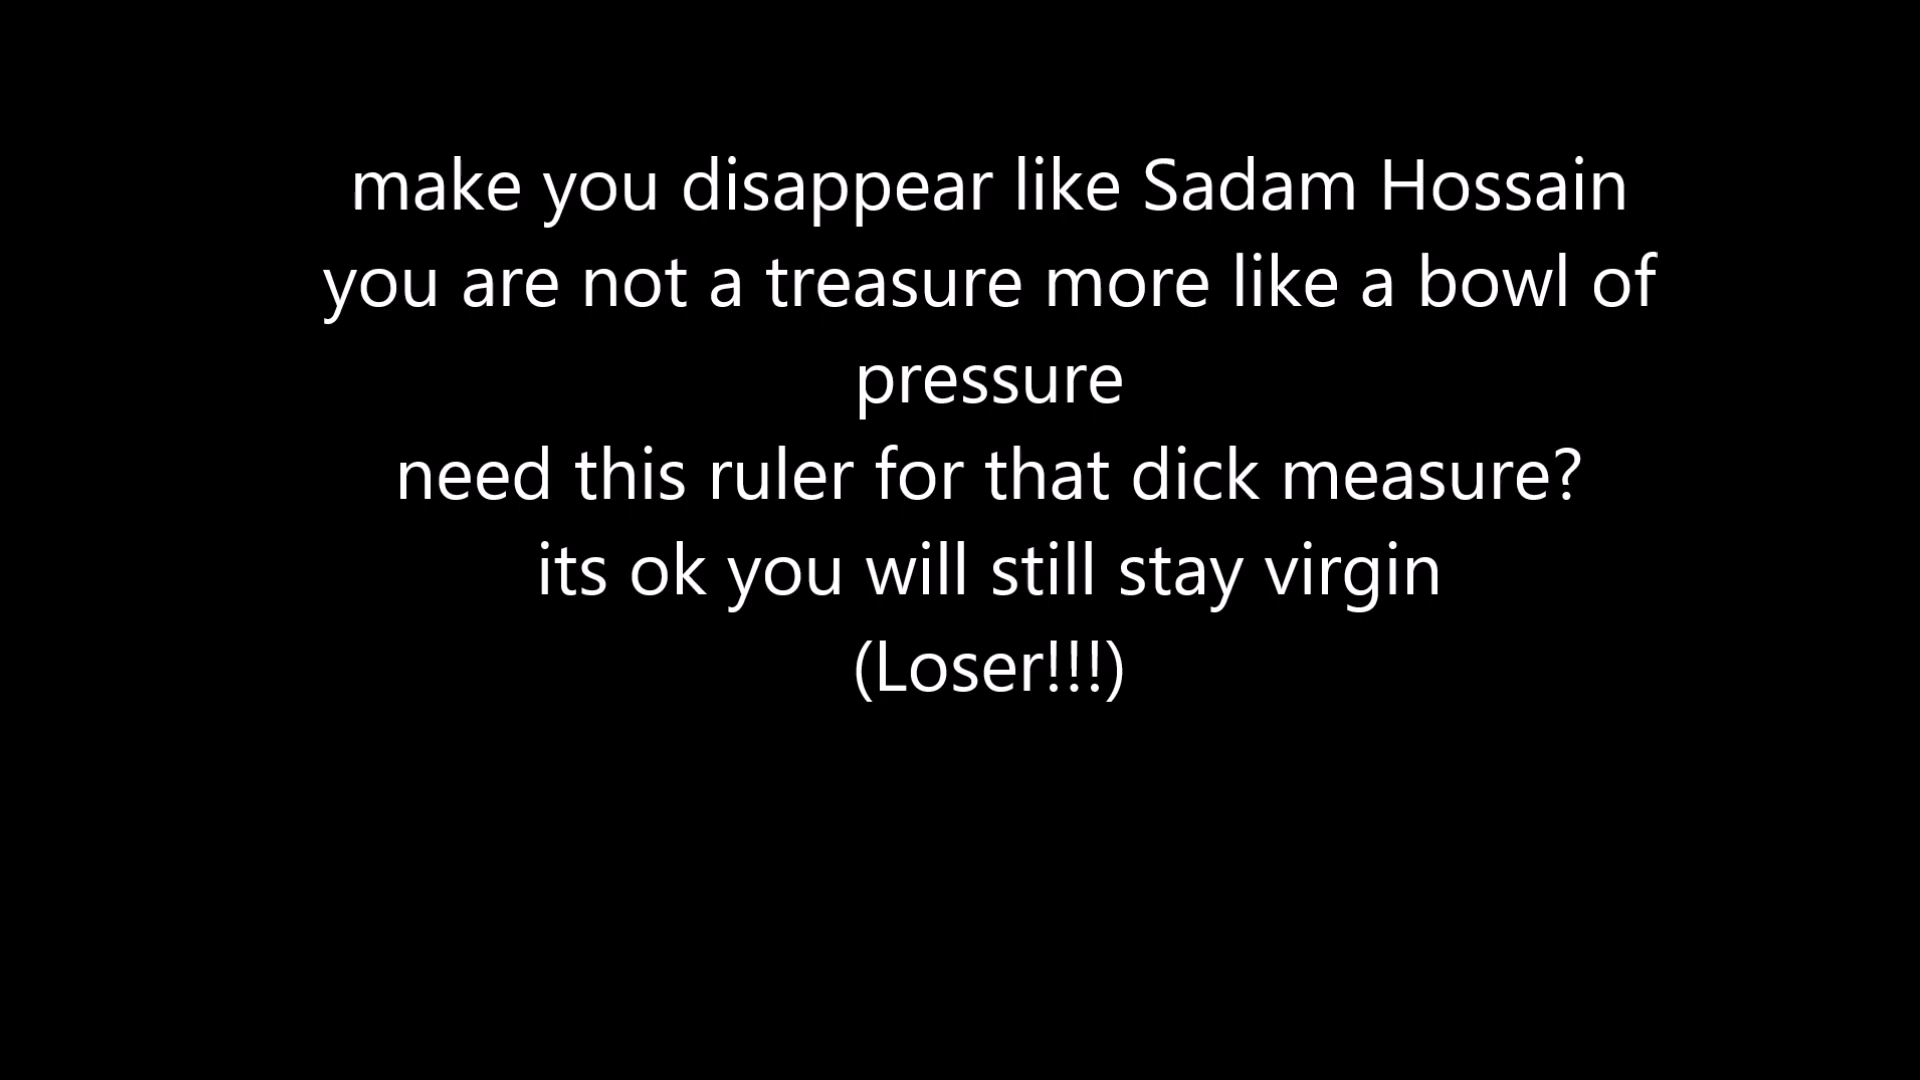 make you disappear like Sadam Hossain
you are not a treasure more like a bowl of
pressure
need this ruler for that dick measure?
its ok you will still stay virgin
(Loser!!!)